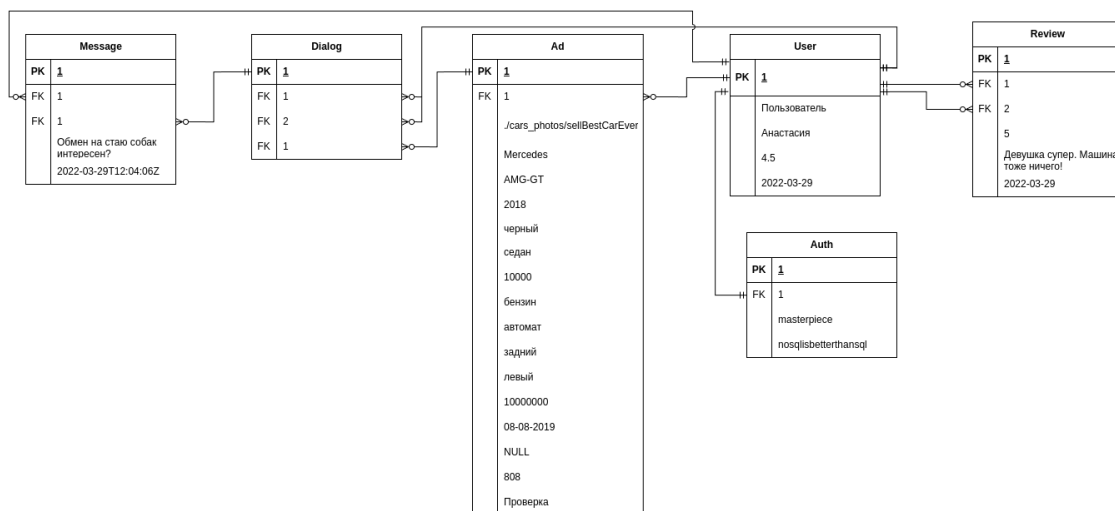 Message
PK 1
FK 1
FK 1
Обмен на стаю собак
интересен?
2022-03-29T12:04:06Z
Dialog
PK 1
FK 1
FK 2
FK 1
Ad
PK 1
FK 1
./cars_photos/sellBestCarEver
Mercedes
AMG-GT
2018
черный
седан
10000
бензин
автомат
задний
левый
10000000
08-08-2019
NULL
808
Проверка
User
PK 1
Пользователь
Анастасия
4.5
2022-03-29
Auth
PK 1
FK 1
masterpiece
nosqlisbetterthansql
Review
PK 1
FK 1
FK 2
5
Девушка супер. Машина
тоже ничего!
2022-03-29